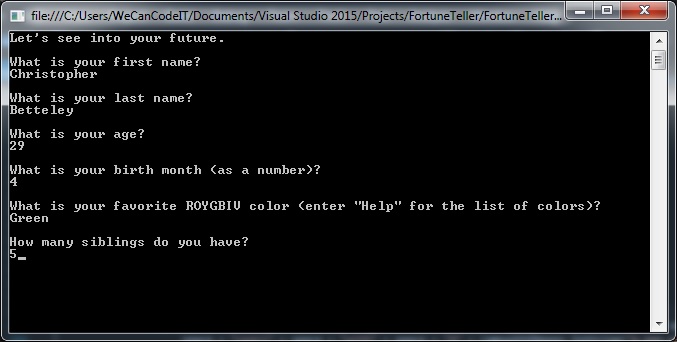 file:///C:/Users/WeCanCodeIT/Documents/Visual Studio 2015/Projects/FortuneTeller/FortuneTeller...
Let's see into your future.
What is your first name?
Christopher
What is your last name?
Betteley
What is your age?
29
What is your birth month (as a number)?
4
What is your favorite ROYGBIV color (enter "Help" for the list of colors)?
Green
How many siblings do you have?
5_